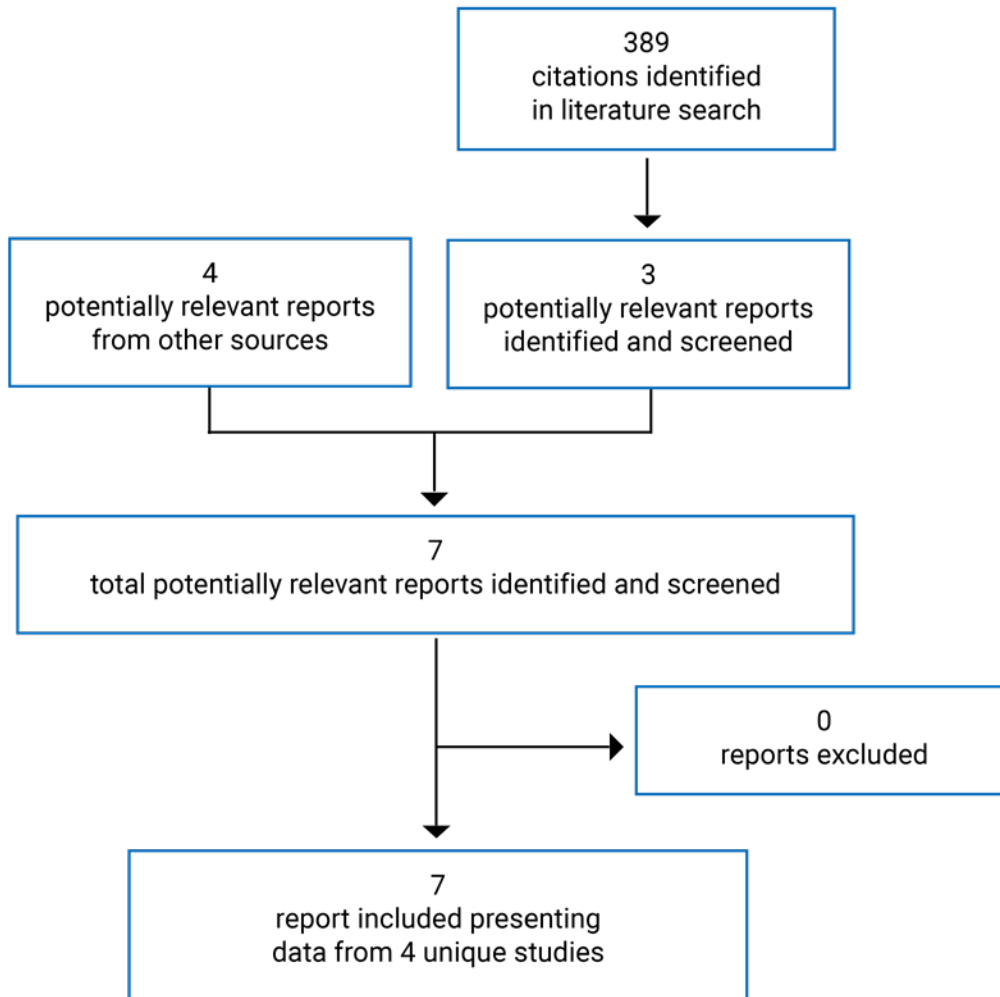 389
citations identified
in literature search
4
potentially relevant reports
from other sources
3
potentially relevant reports
identified and screened
7
total potentially relevant reports identified and screened
0
reports excluded
7
report included presenting
data from 4 unique studies